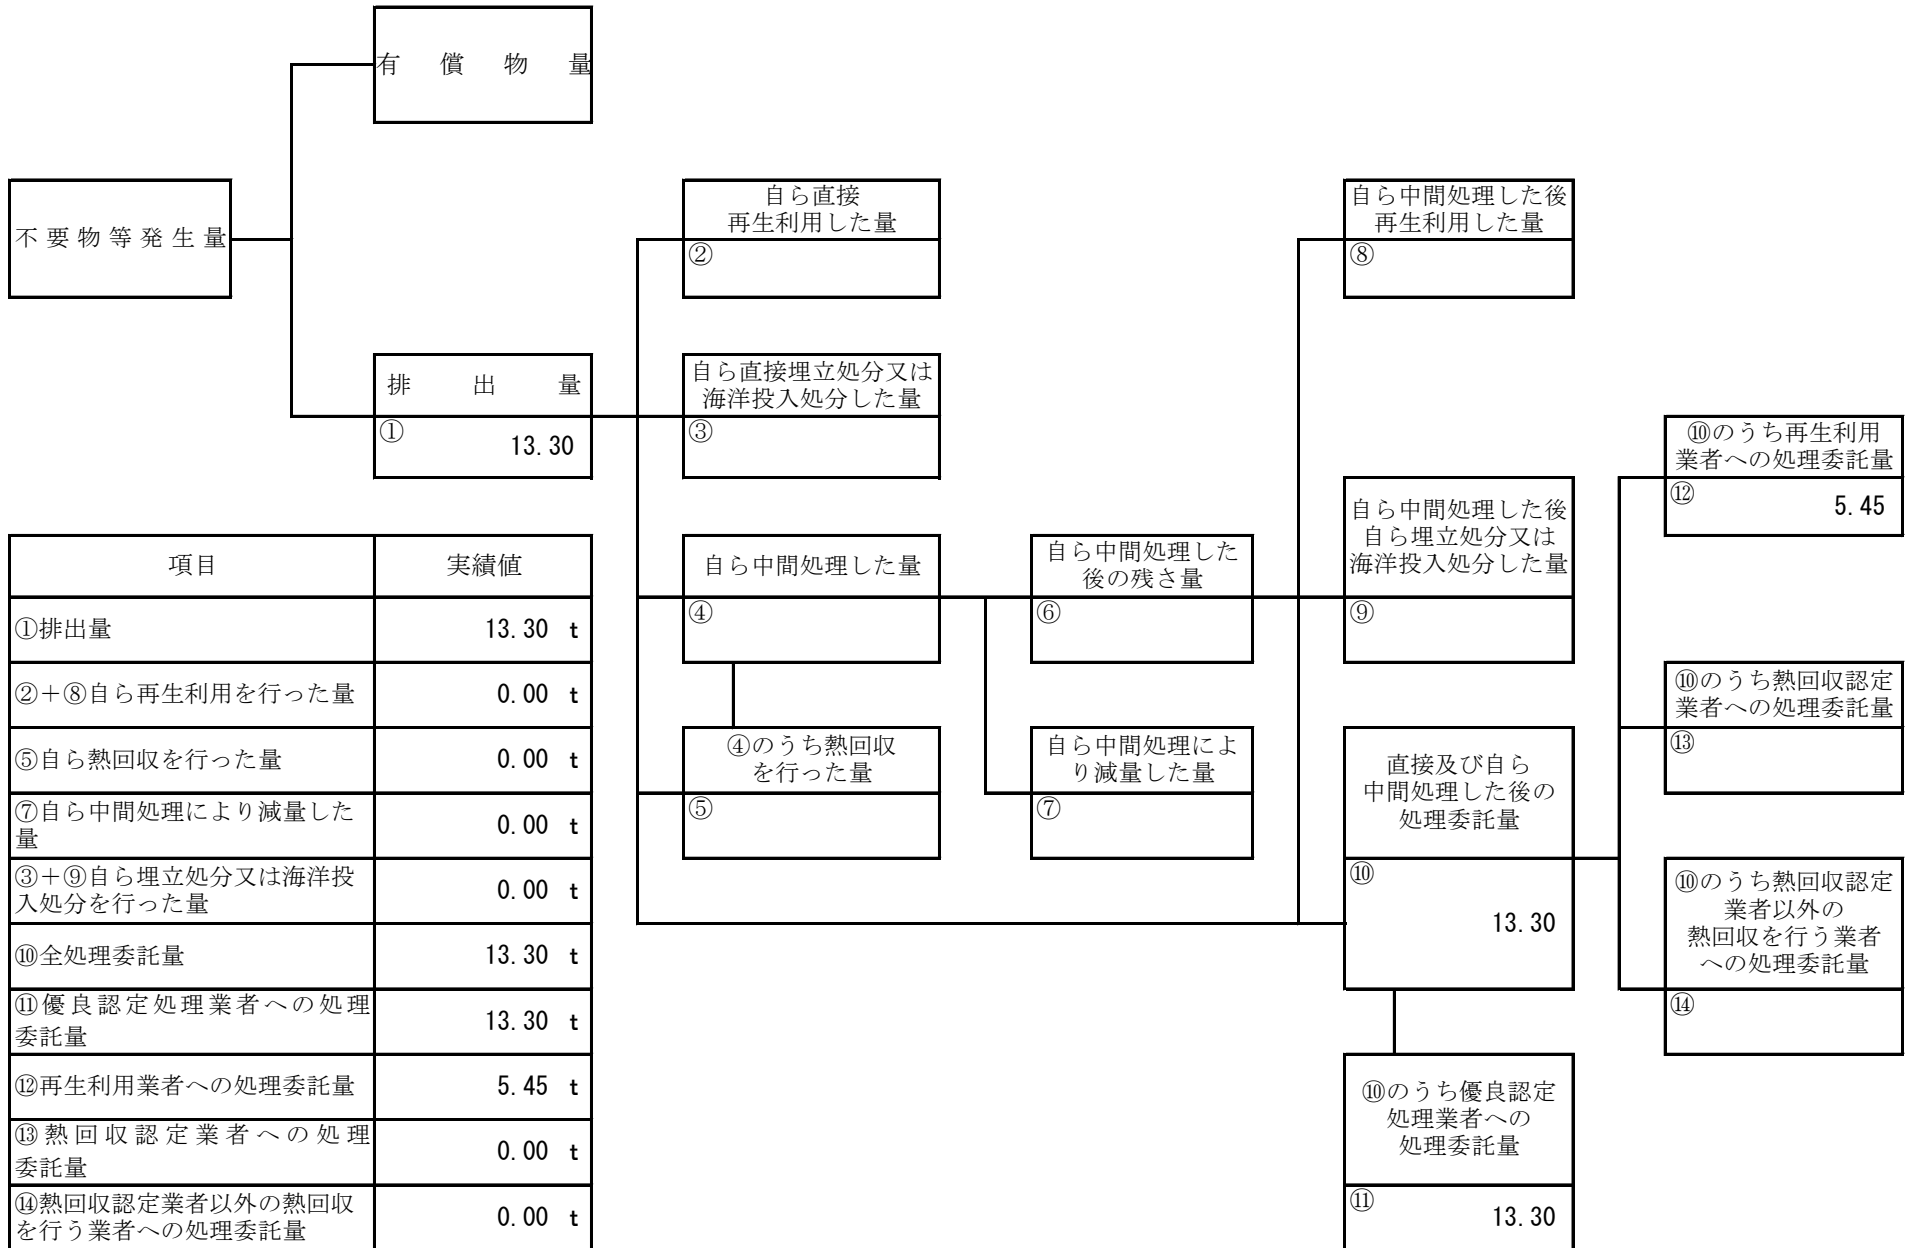 有償物量
不要物等発生量
排出量
①
13.30
自ら直接
再生利用した量
②
自ら直接埋立処分又は
海洋投入処分した量
③
自ら中間処理した量
④
④のうち熱回収
を行った量
⑤
自ら中間処理した
後の残さ量
⑥
自ら中間処理によ
り減量した量
⑦
自ら中間処理した後
再生利用した量
⑧
自ら中間処理した後
自ら埋立処分又は
海洋投入処分した量
⑨
直接及び自ら
中間処理した後の
処理委託量
⑩
13.30
⑩のうち優良認定
処理業者への
処理委託量
⑪
13.30
⑩のうち再生利用
業者への処理委託量
⑫
5.45
⑩のうち熱回収認定
業者への処理委託量
⑬
⑩のうち熱回収認定
業者以外の
熱回収を行う業者
への処理委託量
⑭
項目 実績値
①排出量 13.30 t
②+⑧自ら再生利用を行った量 0.00 t
⑤自ら熱回収を行った量 0.00 t
⑦自ら中間処理により減量した
量 0.00 t
③+⑨自ら埋立処分又は海洋投
入処分を行った量 0.00 t
⑩全処理委託量 13.30 t
⑪優良認定処理業者への処理
委託量 13.30 t
⑫再生利用業者への処理委託量 5.45 t
⑬熱回収認定業者への処理
委託量 0.00 t
⑭熱回収認定業者以外の熱回収
を行う業者への処理委託量 0.00 t